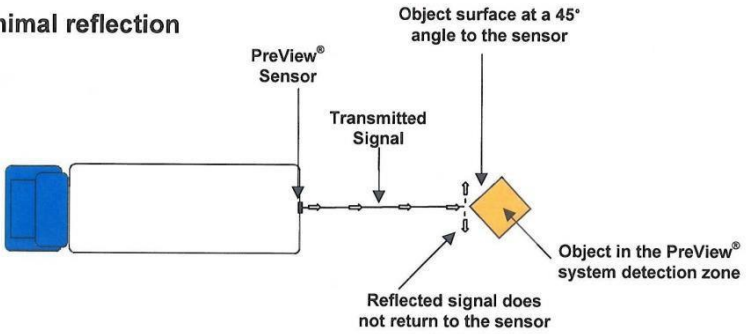 nimal reflection
Object surface at a 45°
angle to the sensor
PreView®
Sensor
Transmitted
Signal
Object in the PreView®
system detection zone
Reflected signal does
not return to the sensor